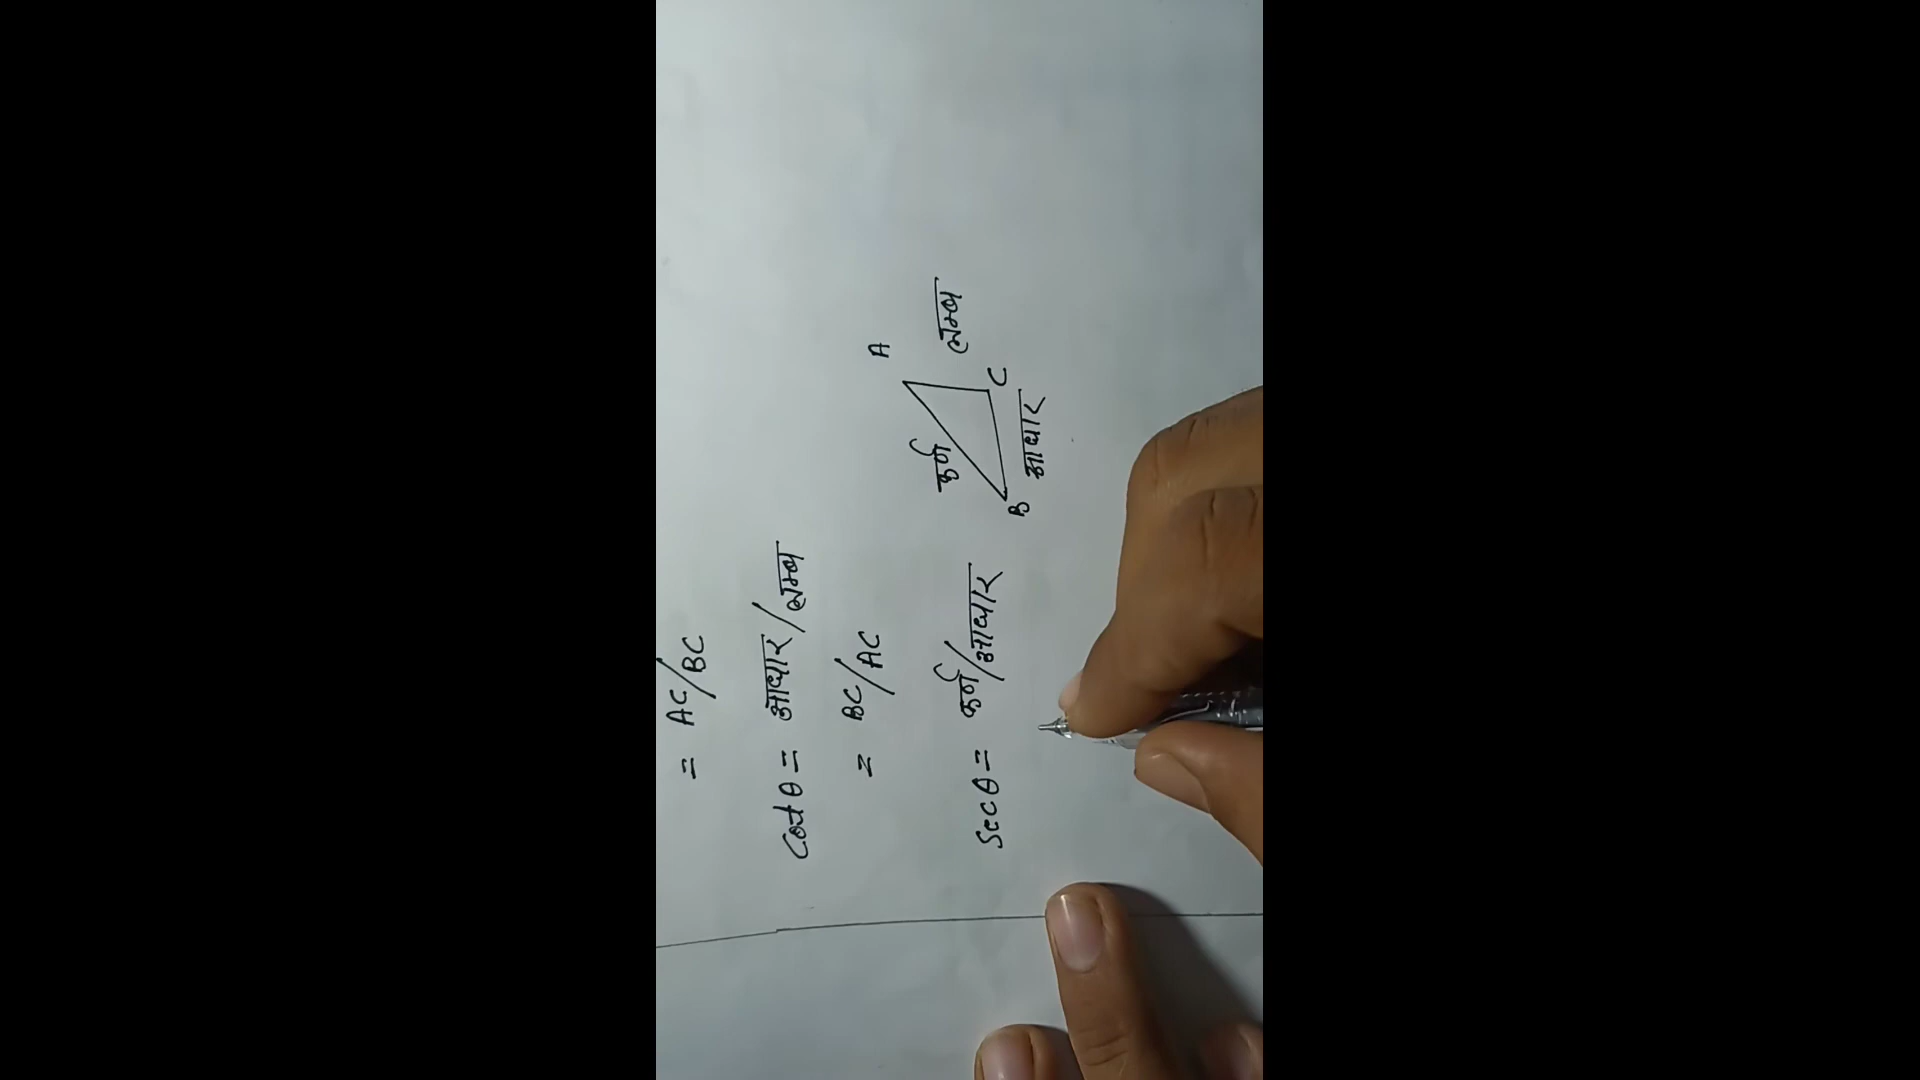 = AC/BC
Cotθ = आधार/लम्ब
= BC/AC
Secθ = कर्ण/आधार
A
कर्ण
लम्ब
B
C
आधार